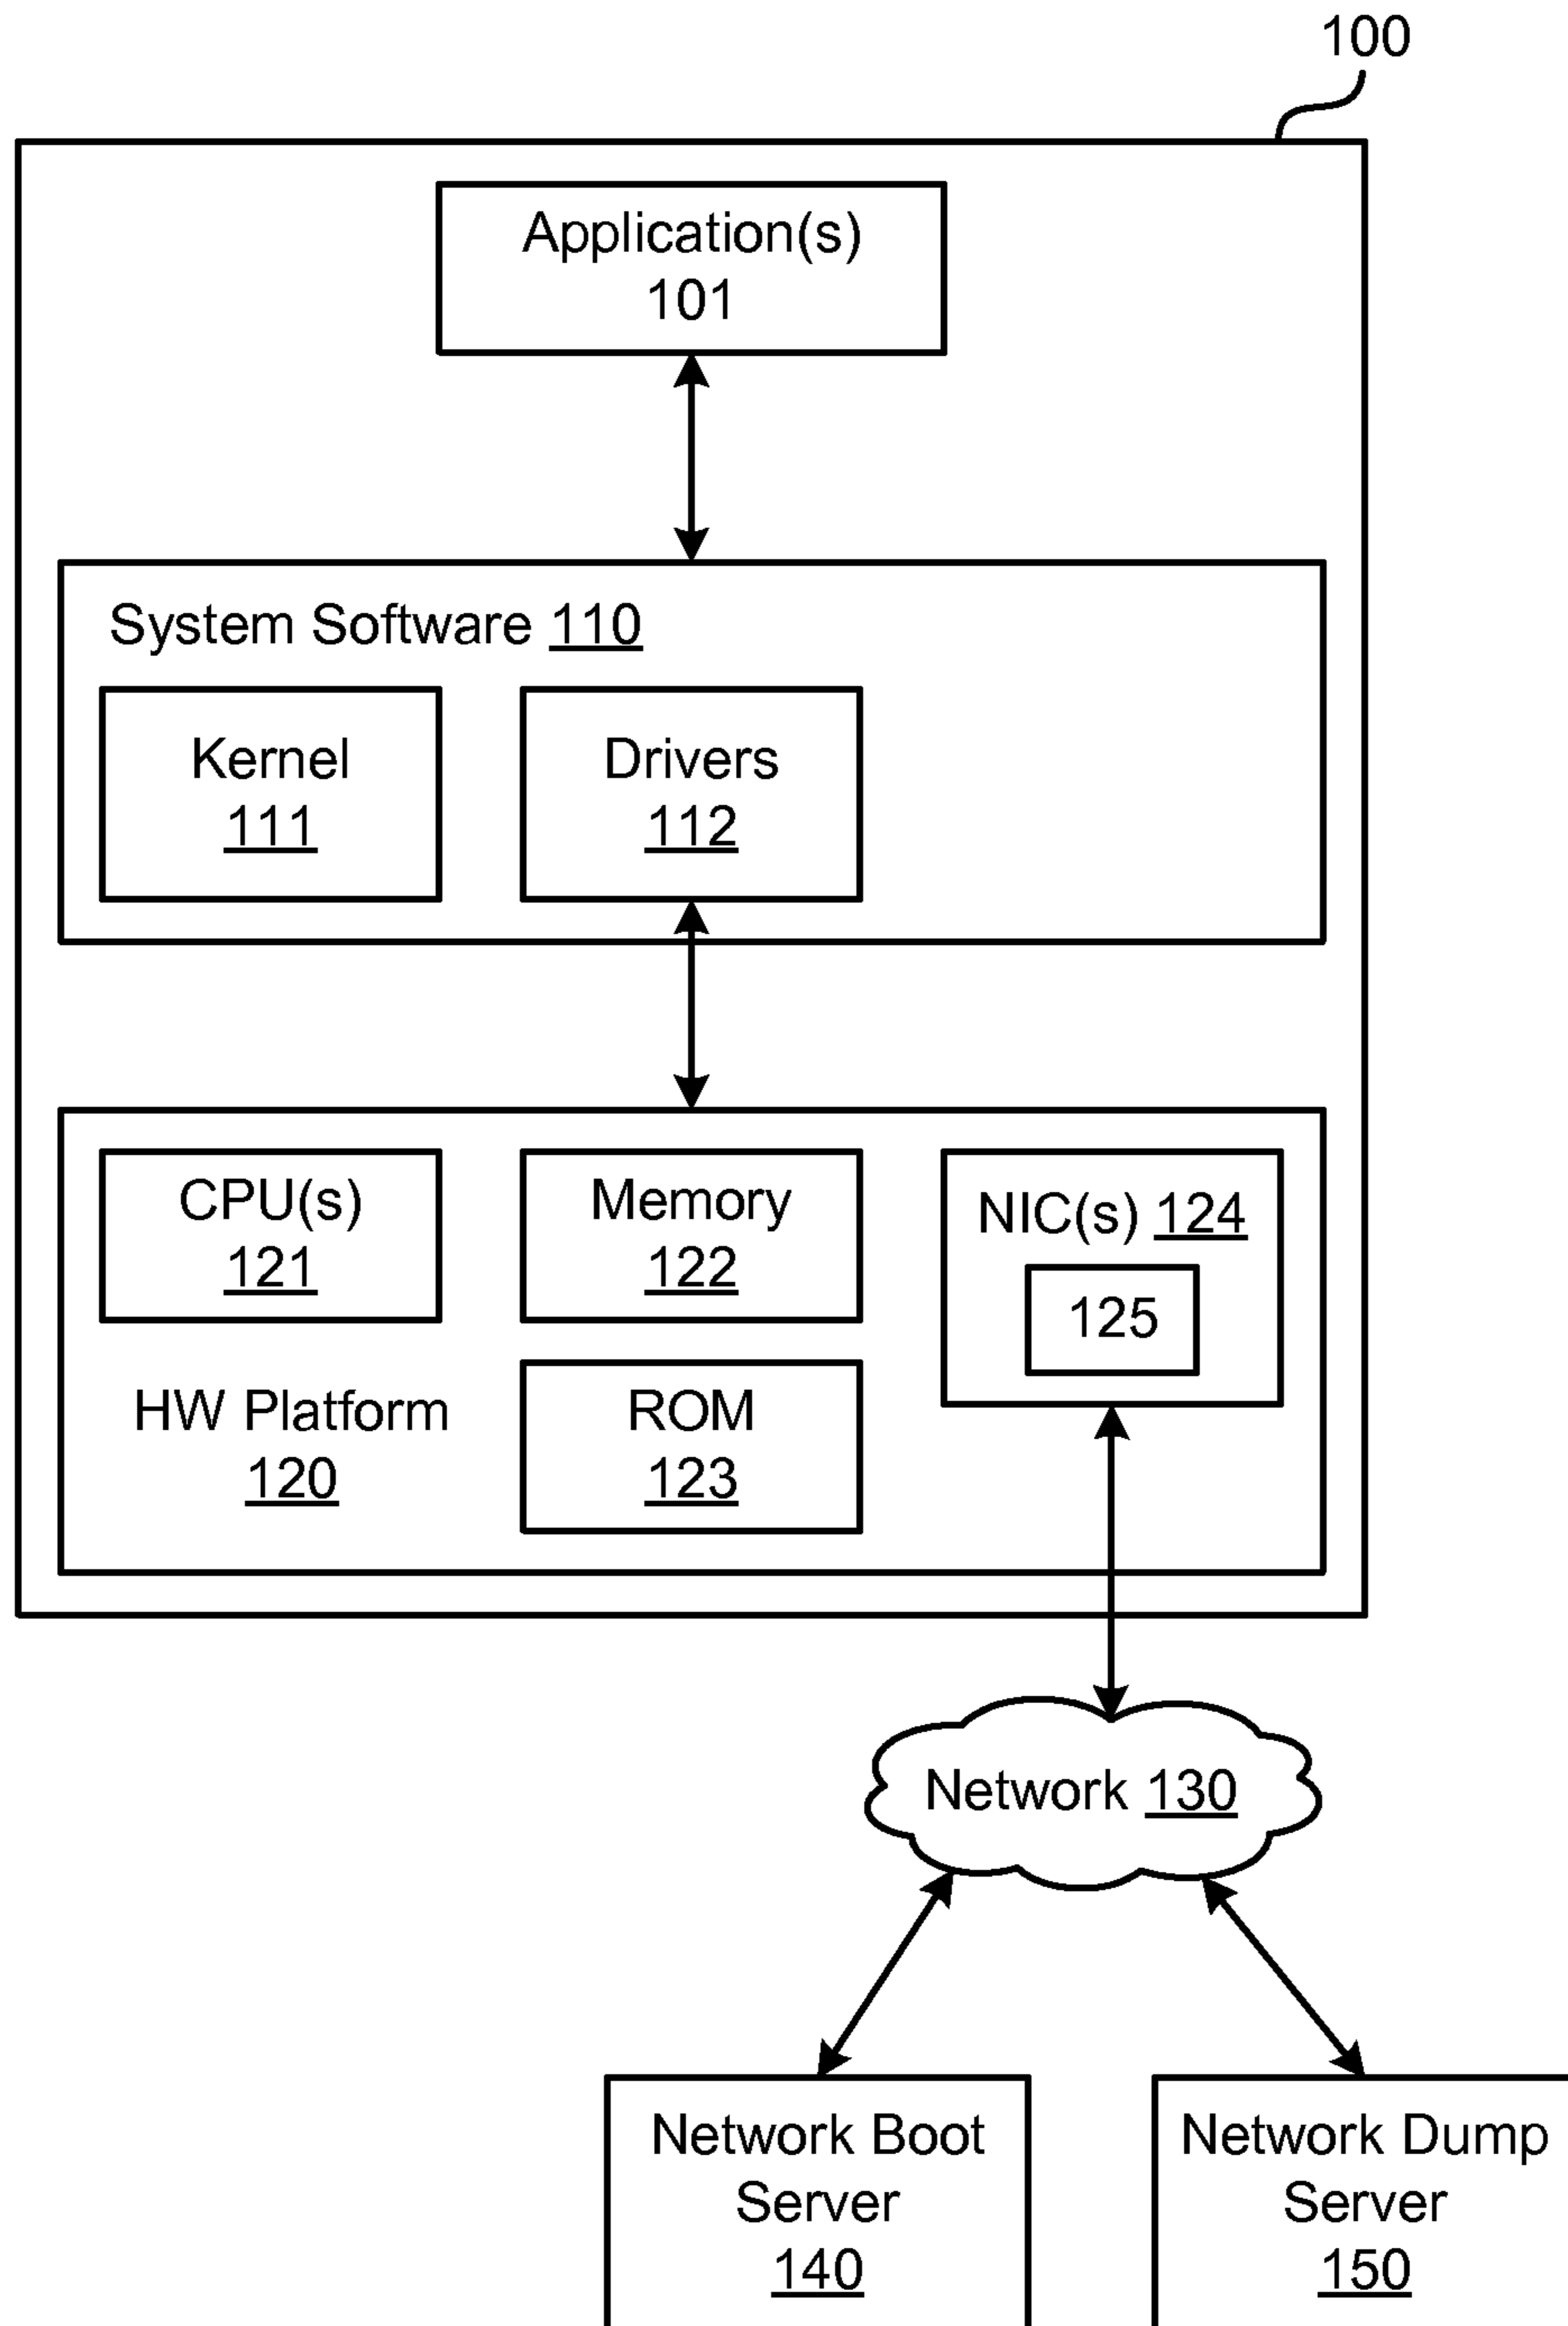 100
Application(s)
101
System Software 110
Kernel
111
Drivers
112
CPU(s)
121
Memory
122
NIC(s) 124
125
HW Platform
120
ROM
123
Network 130
Network Boot
Server
140
Network Dump
Server
150